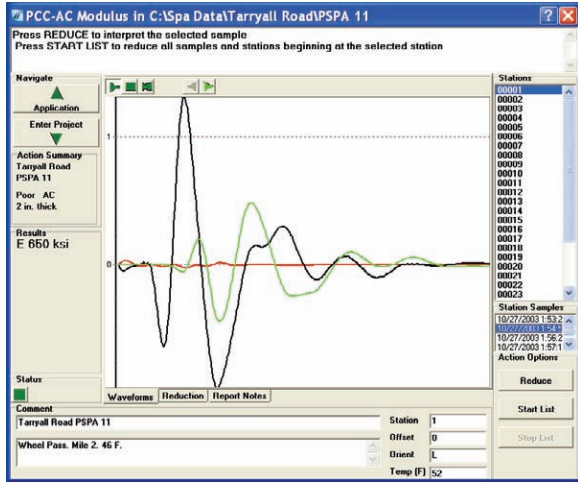 PCC-AC Modulus in C:\Spa Data\Tarryall Road\PSPA 11
Press REDUCE to interpret the selected sample
Press START LIST to reduce all samples and stations beginning at the selected station
Navigate
Application
Enter Project
Action Summary
Tarryall Road
PSPA 11
Poor AC
2 in. thick
Results
E 650 ksi
Status
1
0
Waveforms
Reduction
Report Notes
Stations
00001
00002
00003
00004
00005
00006
00007
00008
00009
00010
00011
00012
00013
00014
00015
00016
00017
00018
00019
00020
00021
00022
00023
Station Samples
10/27/2003 1:53:2
10/27/2003 1:54:5
10/27/2003 1:56:2
10/27/2003 1:57:1
Action Options
Reduce
Start List
Stop List
Comment
Tarryall Road PSPA 11
Wheel Pass. Mile 2. 46 F.
Station 1
Offset 0
Orient L
Temp (F) 52